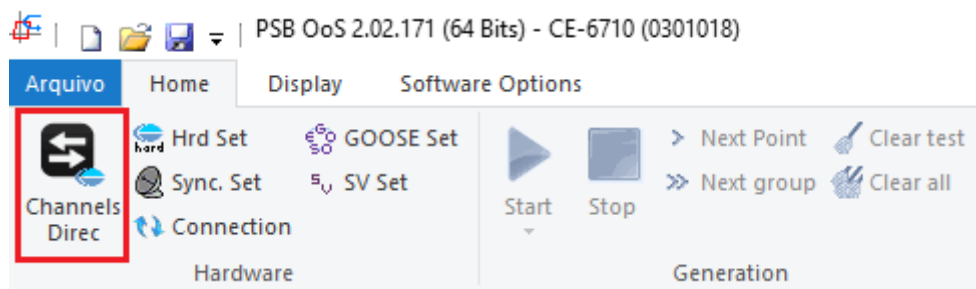 PSB OoS 2.02.171 (64 Bits) - CE-6710 (0301018)
Arquivo Home Display Software Options
Channels Direc
hard Hrd Set
Sync. Set
Connection
GOOSE Set
SV SV Set
Start
Stop
Next Point
Next group
Clear test
Clear all
Hardware
Generation